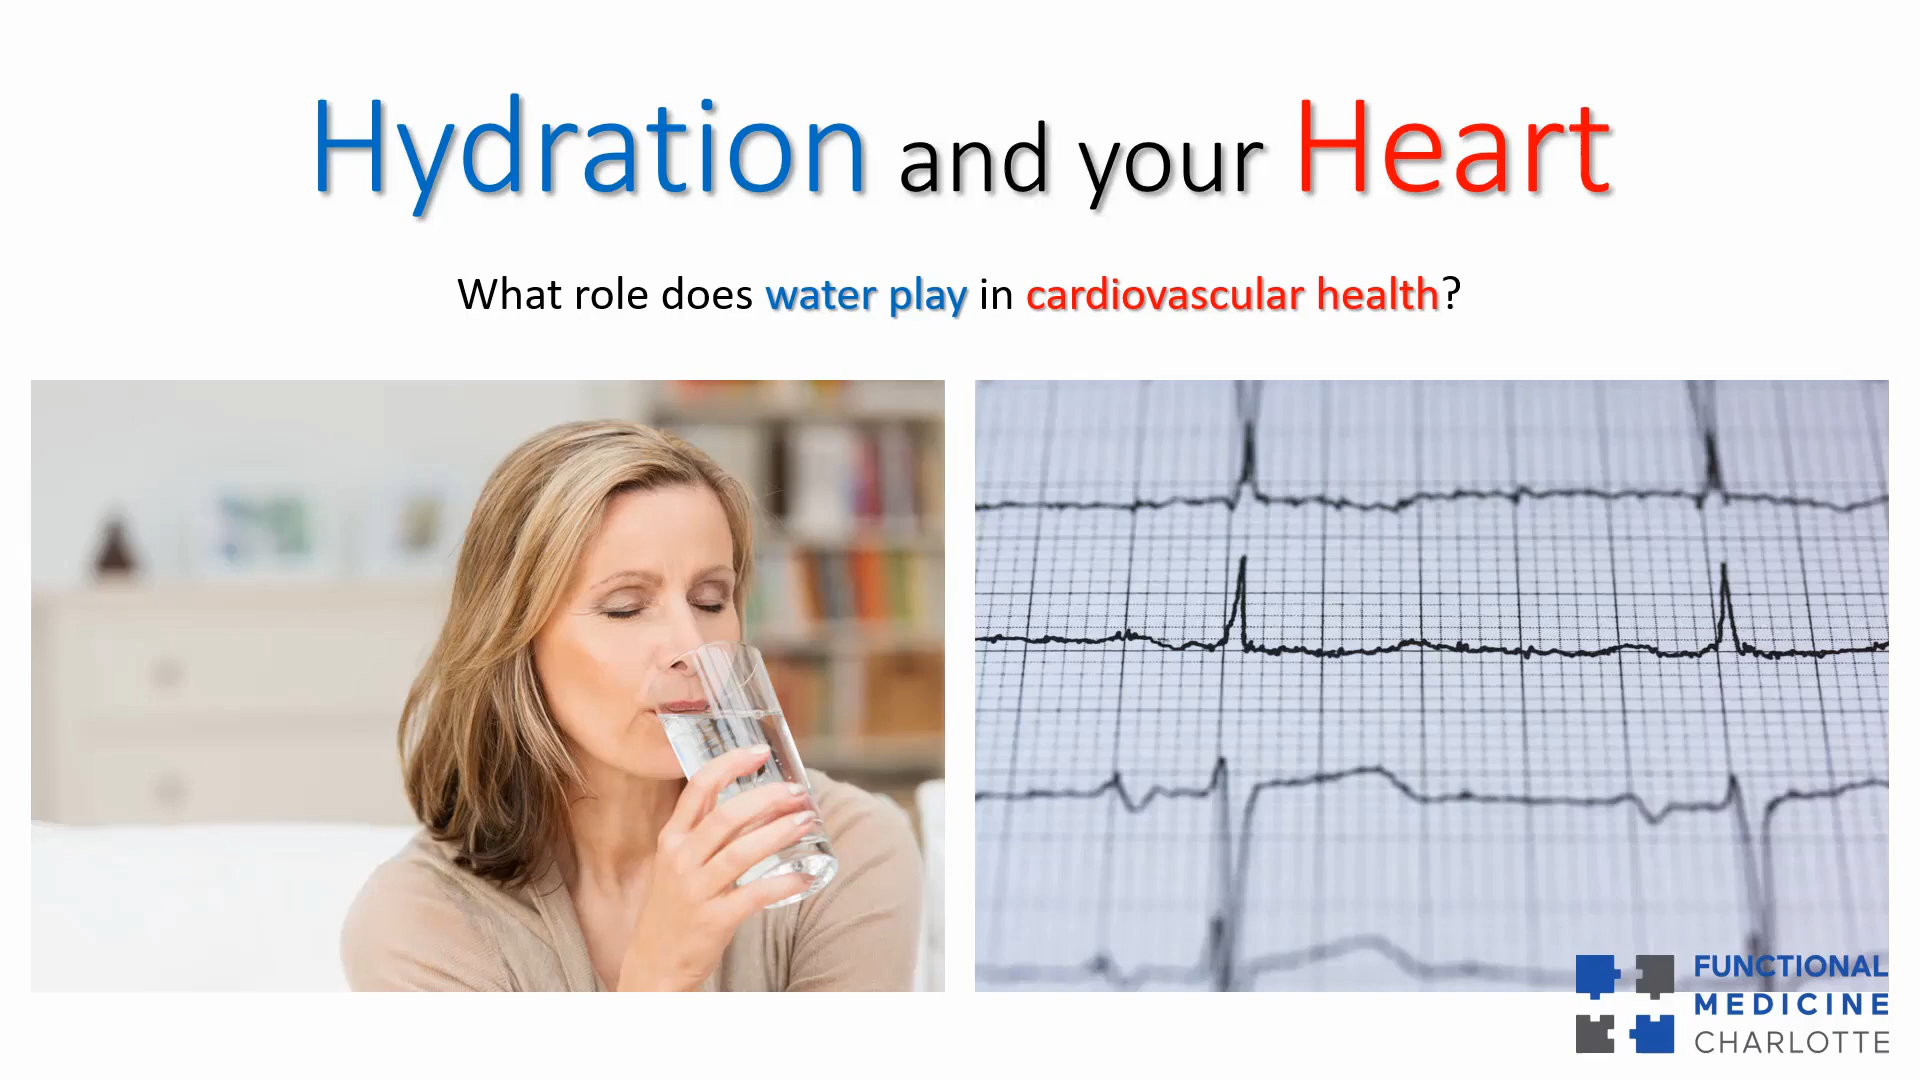 Hydration and your Heart
What role does water play in cardiovascular health?
FUNCTIONAL
MEDICINE
CHARLOTTE